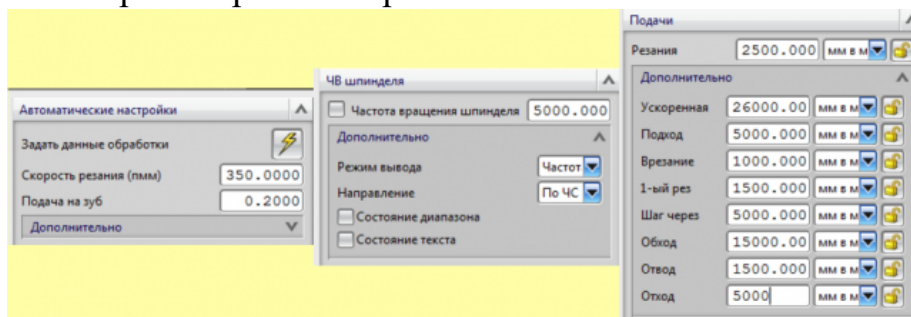 Автоматические настройки
Задать данные обработки
Скорость резания (пмм) 350.0000
Подача на зуб 0.2000
Дополнительно
ЧВ шпинделя
Частота вращения шпинделя 5000.000
Дополнительно
Режим вывода Частот
Направление По ЧС
Состояние диапазона
Состояние текста
Подачи
Резания 2500.000 мм в м
Дополнительно
Ускоренная 26000.00 мм в м
Подход 5000.000 мм в м
Врезание 1000.000 мм в м
1-ый рез 1500.000 мм в м
Шаг через 5000.000 мм в м
Обход 15000.00 мм в м
Отвод 1500.000 мм в м
Отход 5000 мм в м